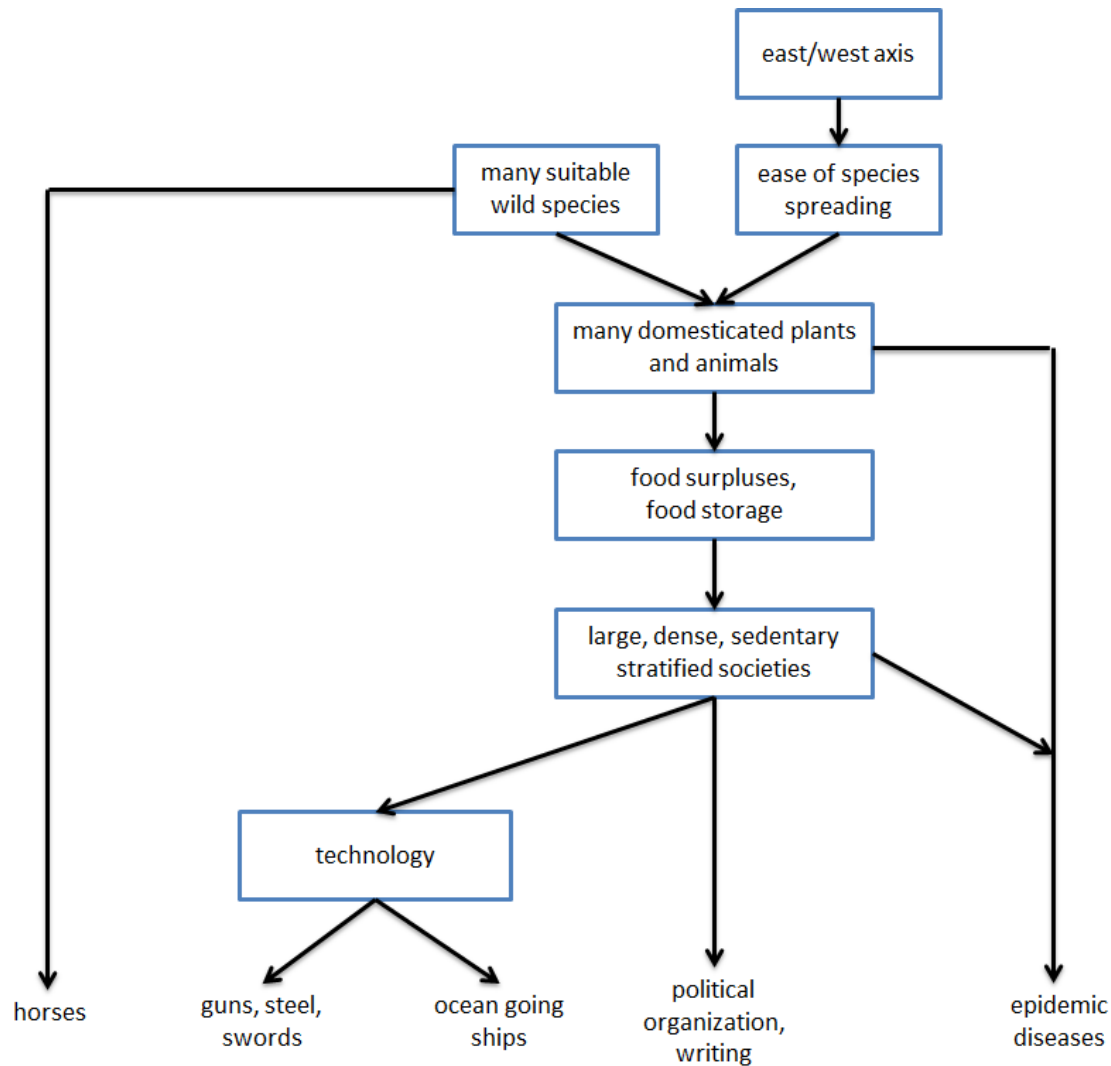 east/west axis
many suitable
wild species
ease of species
spreading
many domesticated plants
and animals
food surpluses,
food storage
large, dense, sedentary
stratified societies
technology
horses
guns, steel,
swords
ocean going
ships
political
organization,
writing
epidemic
diseases